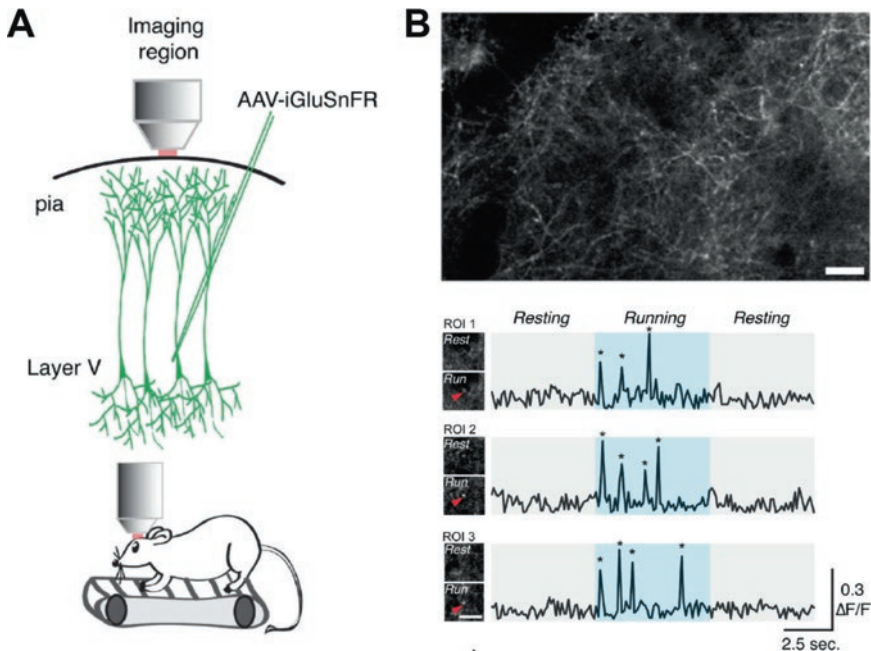 A
Imaging
region
AAV-iGluSnFR
pia
Layer V
B
ROI 1
Resting
Running
Resting
Rest
Run
*
*
*
ROI 2
Rest
Run
*
*
*
*
ROI 3
Rest
Run
*
*
*
*
0.3
ΔF/F
2.5 sec.